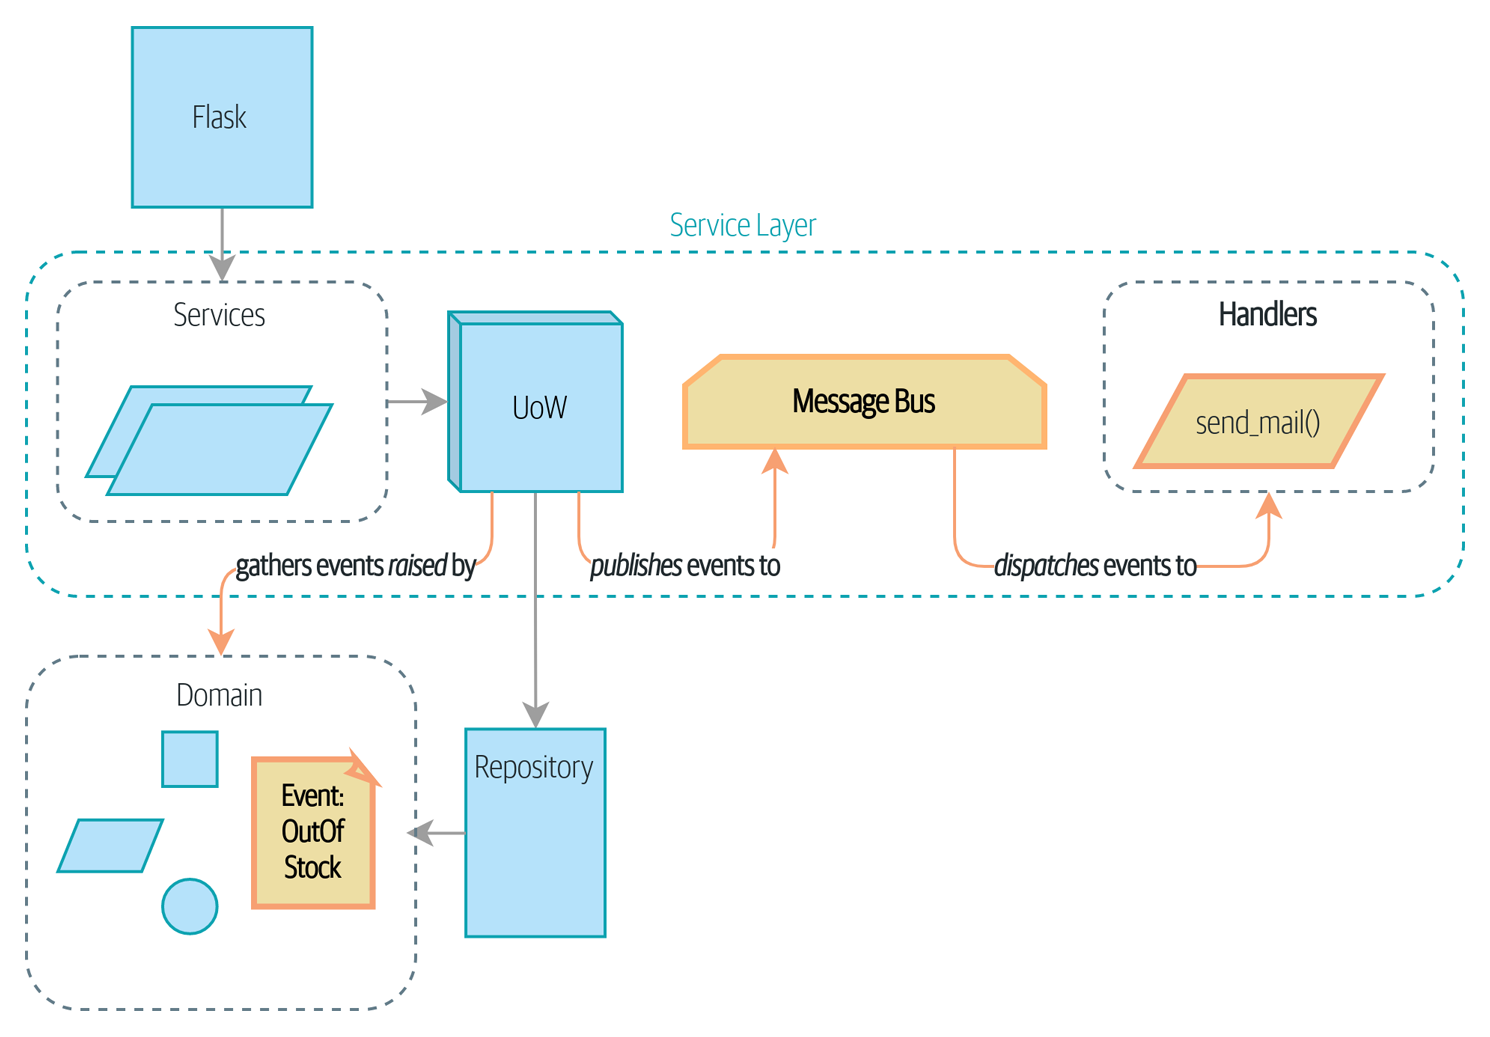 Flask
Service Layer
Services
Handlers
UoW
Message Bus
send_mail()
gathers events raised by
publishes events to
dispatches events to
Domain
Repository
Event:
OutOf
Stock